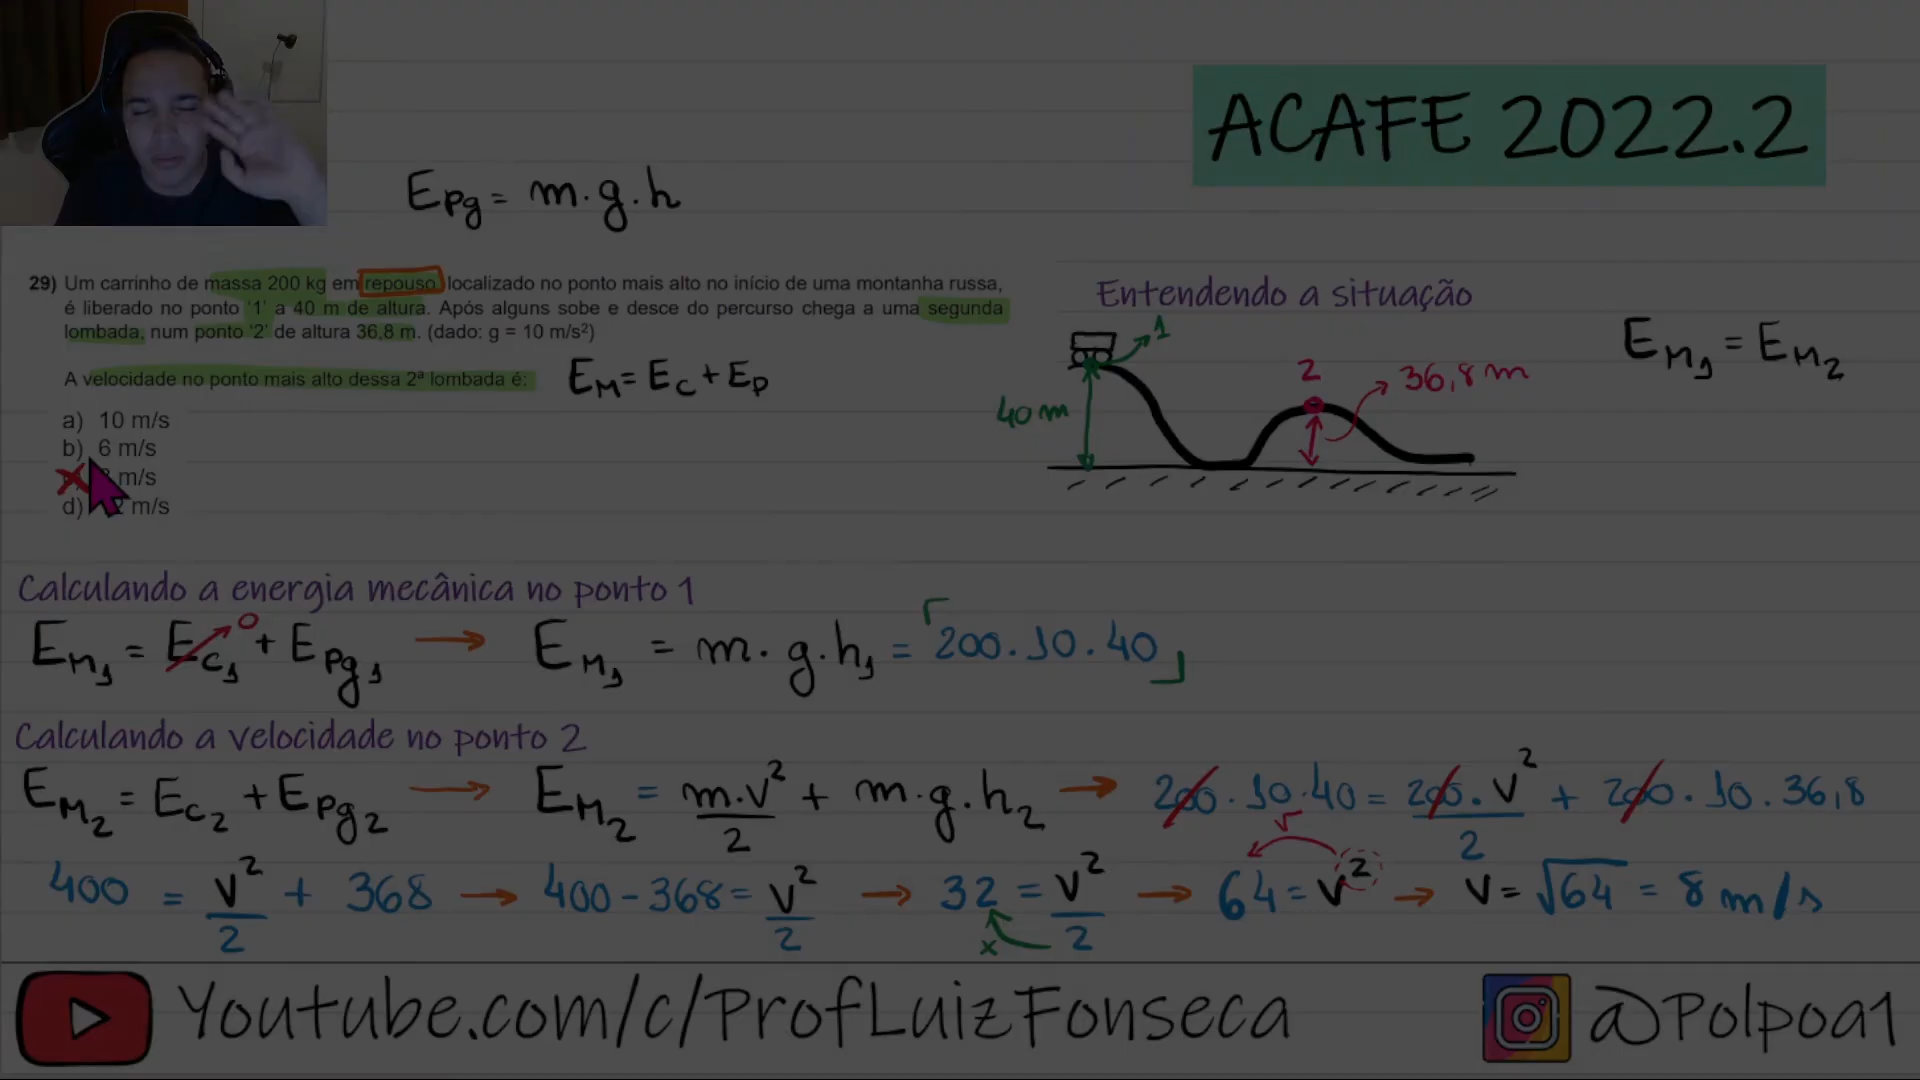 ACAFE 2022.2
Epg = m.g.h
29) Um carrinho de massa 200 kg em repouso localizado no ponto mais alto no início de uma montanha russa,
é liberado no ponto '1' a 40 m de altura. Após alguns sobe e desce do percurso chega a uma segunda
lombada, num ponto '2' de altura 36,8 m. (dado: g = 10 m/s²)
A velocidade no ponto mais alto dessa 2ª lombada é:
EM = EC + EP
a) 10 m/s
b) 6 m/s
m/s
d) m/s
Entendendo a situação
1
40 m
2
36,8 m
EM1 = EM2
Calculando a energia mecânica no ponto 1
EM1 = EC1 0 + Epg1 → EM1 = m.g.h1 = 200.10.40
Calculando a velocidade no ponto 2
EM2 = EC2 + Epg2 → EM2 = m.v²/2 + m.g.h2 → 200.10.40 = 200.v²/2 + 200.10.36,8
400 = v²/2 + 368 → 400 - 368 = v²/2 → 32 = v²/2 → 64 = v² → v = √64 = 8 m/s
x
√
Youtube.com/c/ProfLuizFonseca
@Polpoa1